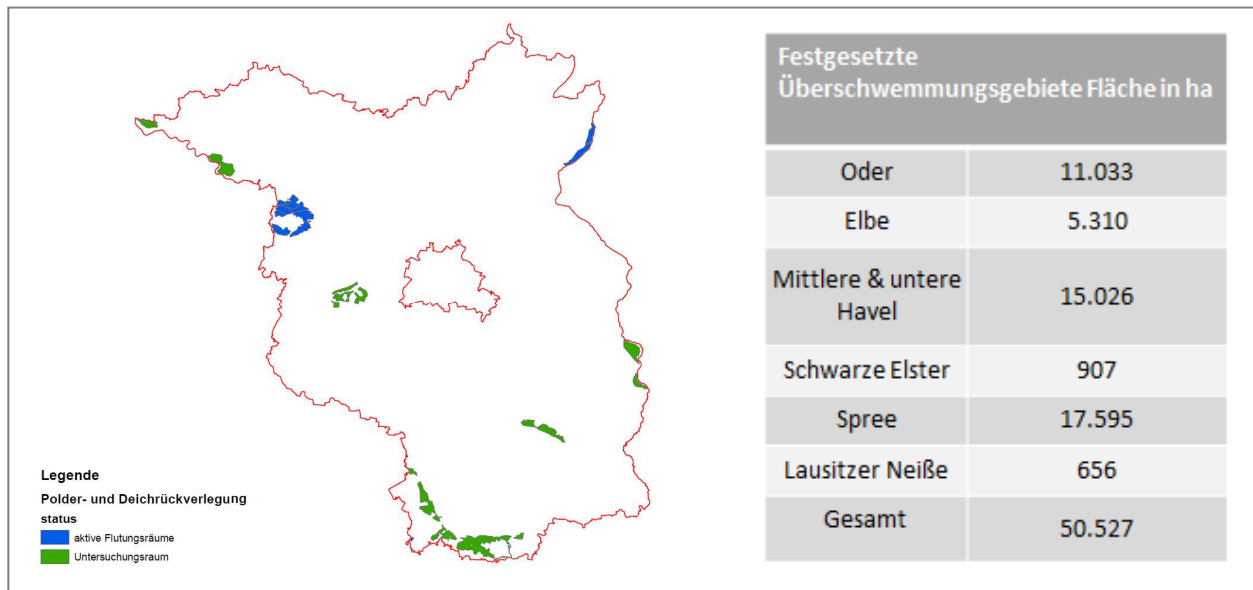 Festgesetzte
Überschwemmungsgebiete Fläche in ha
Oder 11.033
Elbe 5.310
Mittlere & untere
Havel 15.026
Schwarze Elster 907
Spree 17.595
Lausitzer Neiße 656
Gesamt 50.527
Legende
Polder- und Deichrückverlegung
status
aktive Flutungsräume
Untersuchungsraum